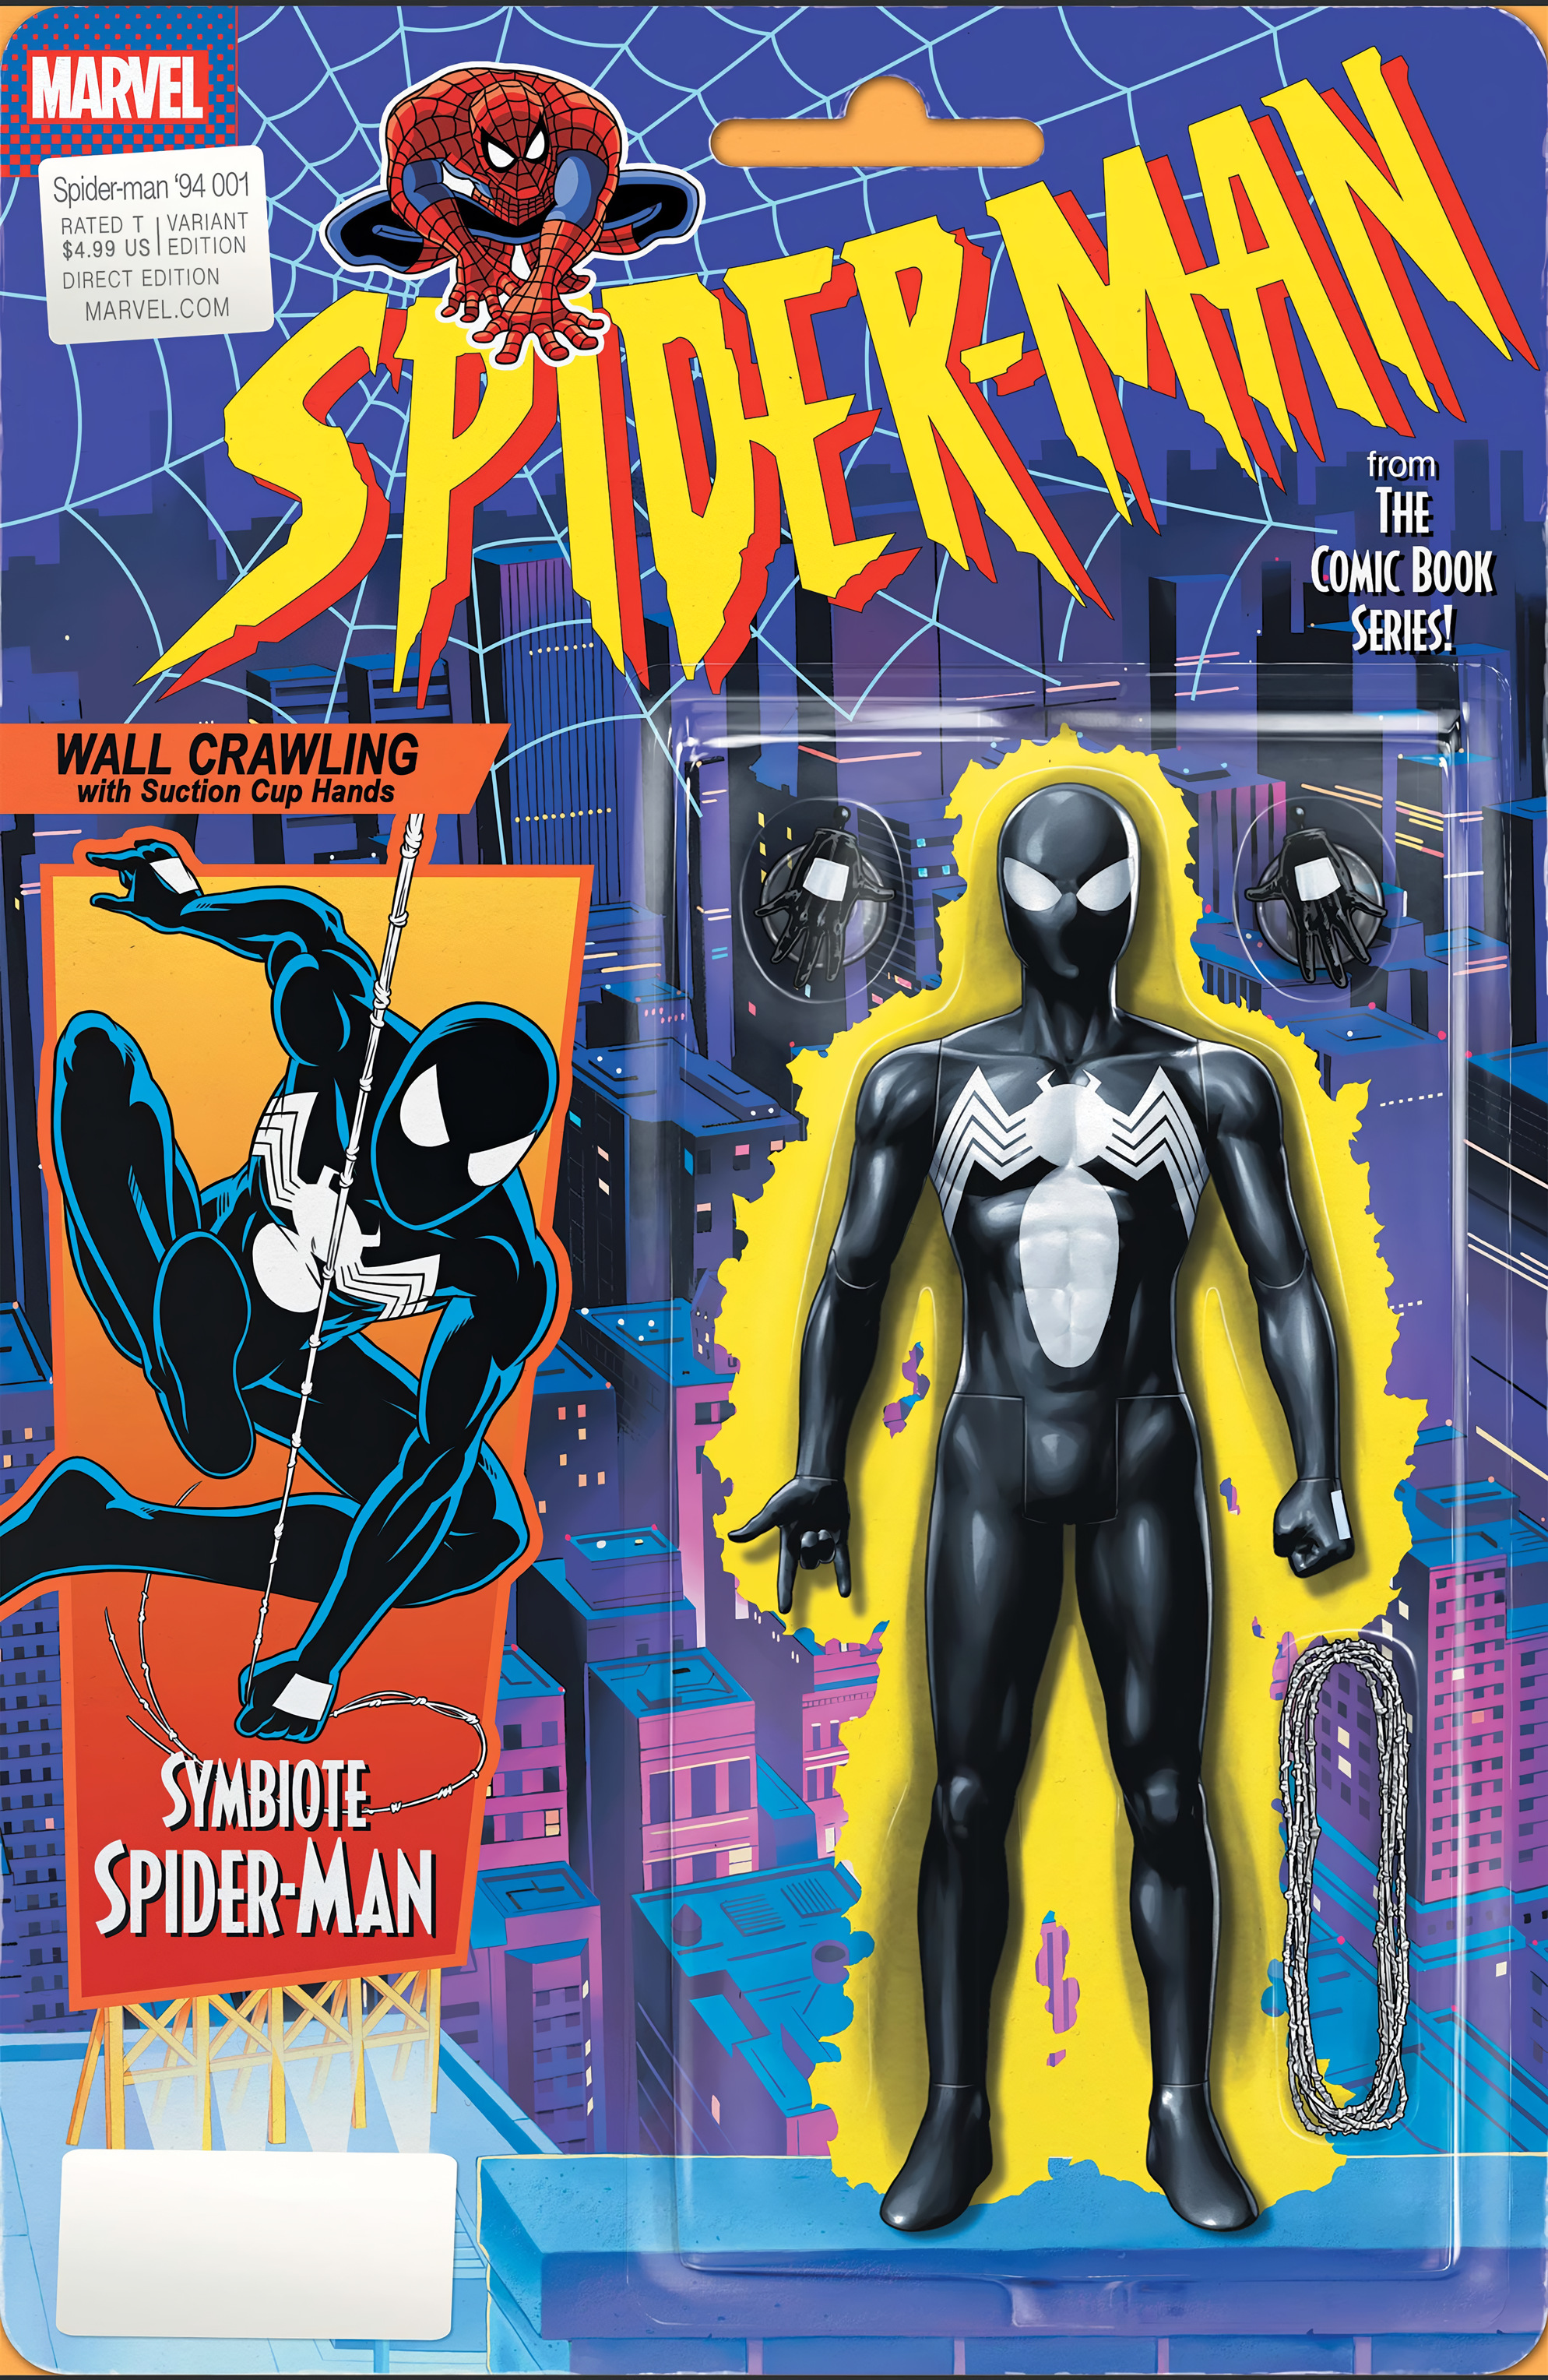 MARVEL
Spider-man '94 001
RATED T | VARIANT
$4.99 US | EDITION
DIRECT EDITION
MARVEL.COM
SPIDER-MAN
from
THE
COMIC BOOK
SERIES!
WALL CRAWLING
with Suction Cup Hands
SYMBIOTE
SPIDER-MAN